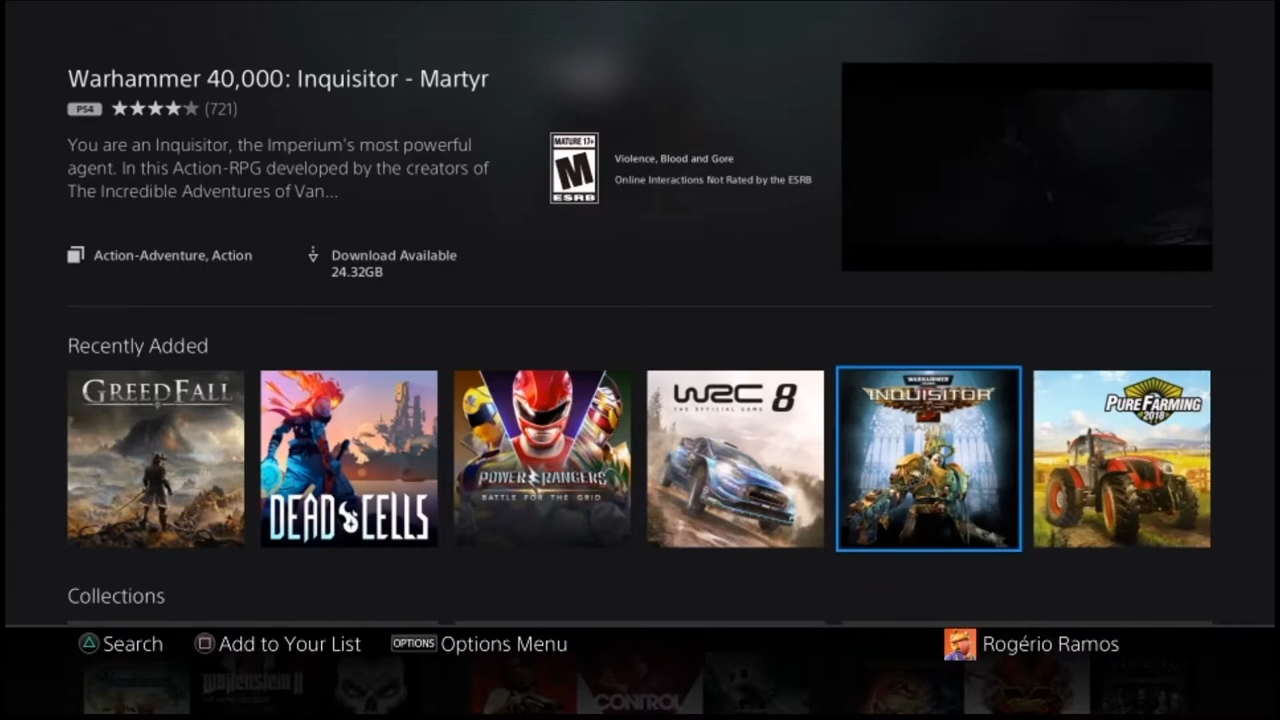 Warhammer 40,000: Inquisitor - Martyr
PS4 (721)
You are an Inquisitor, the Imperium's most powerful
agent. In this Action-RPG developed by the creators of
The Incredible Adventures of Van...
MATURE 17+
M
ESRB
Violence, Blood and Gore
Online Interactions Not Rated by the ESRB
Action-Adventure, Action
Download Available
24.32GB
Recently Added
GREEDFALL
DEAD CELLS
POWER RANGERS
BATTLE FOR THE GRID
WRC 8
THE OFFICIAL GAME
WARHAMMER
INQUISITOR
PURE FARMING
2018
Collections
Search
Add to Your List
OPTIONS Options Menu
Rogério Ramos
Wolfenstein II
CONTROL